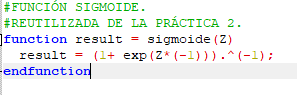 #FUNCIÓN SIGMOIDE.
#REUTILIZADA DE LA PRÁCTICA 2.
function result = sigmoide(Z)
result = (1+ exp(Z*(-1))).^(-1);
endfunction